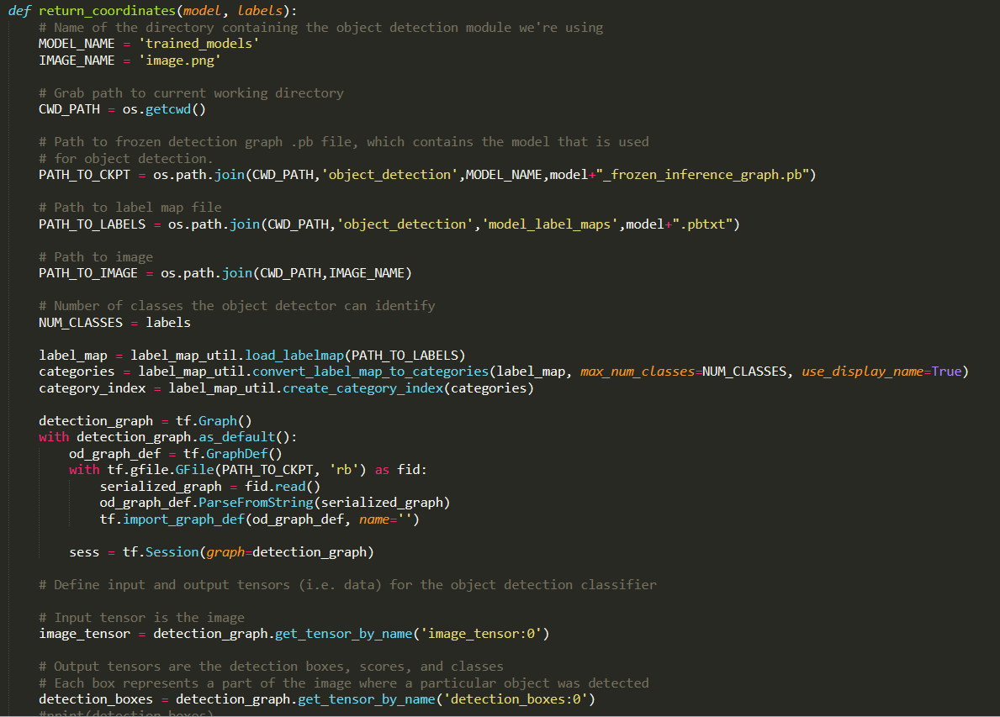 def return_coordinates(model, labels):
    # Name of the directory containing the object detection module we're using
    MODEL_NAME = 'trained_models'
    IMAGE_NAME = 'image.png'

    # Grab path to current working directory
    CWD_PATH = os.getcwd()

    # Path to frozen detection graph .pb file, which contains the model that is used
    # for object detection.
    PATH_TO_CKPT = os.path.join(CWD_PATH,'object_detection',MODEL_NAME,model+"_frozen_inference_graph.pb")

    # Path to label map file
    PATH_TO_LABELS = os.path.join(CWD_PATH,'object_detection','model_label_maps',model+".pbtxt")

    # Path to image
    PATH_TO_IMAGE = os.path.join(CWD_PATH,IMAGE_NAME)

    # Number of classes the object detector can identify
    NUM_CLASSES = labels

    label_map = label_map_util.load_labelmap(PATH_TO_LABELS)
    categories = label_map_util.convert_label_map_to_categories(label_map, max_num_classes=NUM_CLASSES, use_display_name=True)
    category_index = label_map_util.create_category_index(categories)

    detection_graph = tf.Graph()
    with detection_graph.as_default():
        od_graph_def = tf.GraphDef()
        with tf.gfile.GFile(PATH_TO_CKPT, 'rb') as fid:
            serialized_graph = fid.read()
            od_graph_def.ParseFromString(serialized_graph)
            tf.import_graph_def(od_graph_def, name='')

        sess = tf.Session(graph=detection_graph)

    # Define input and output tensors (i.e. data) for the object detection classifier

    # Input tensor is the image
    image_tensor = detection_graph.get_tensor_by_name('image_tensor:0')

    # Output tensors are the detection boxes, scores, and classes
    # Each box represents a part of the image where a particular object was detected
    detection_boxes = detection_graph.get_tensor_by_name('detection_boxes:0')
    #print(detection_boxes)